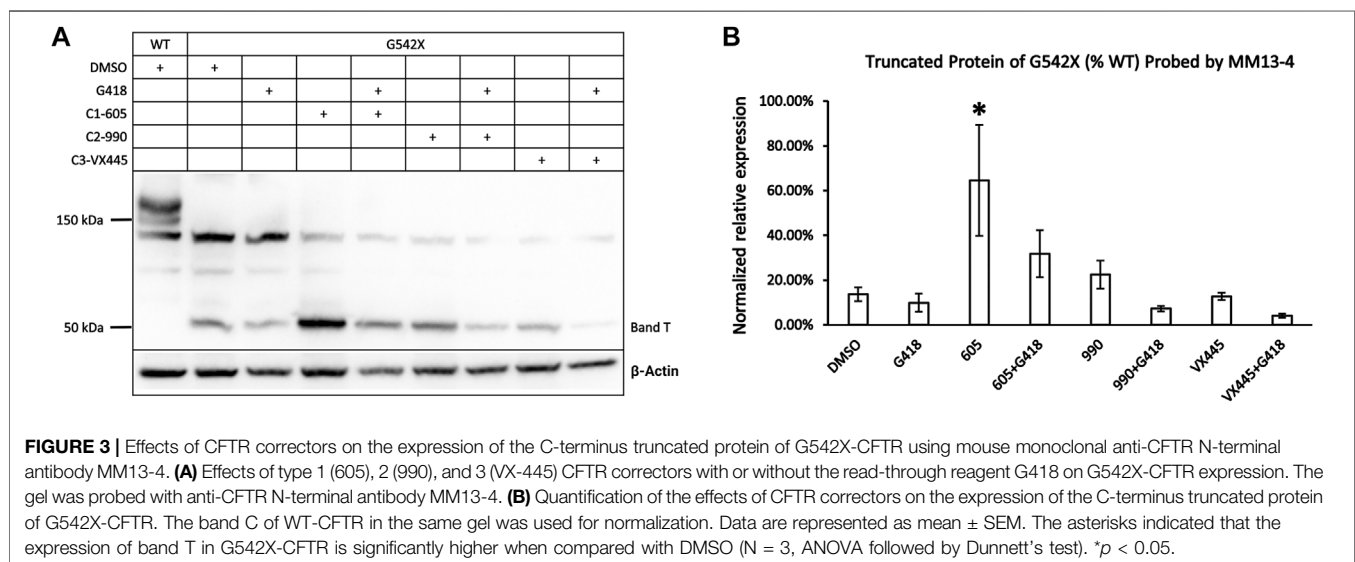 A
WT G542X
DMSO + +
G418 + + + +
C1-605 + +
C2-990 + +
C3-VX445 + +
150 kDa
50 kDa
Band T
β-Actin
B
Truncated Protein of G542X (% WT) Probed by MM13-4
Normalized relative expression
100.00%
80.00%
60.00%
40.00%
20.00%
0.00%
*
DMSO
G418
605
605+G418
990
990+G418
VX445
VX445+G418
FIGURE 3 | Effects of CFTR correctors on the expression of the C-terminus truncated protein of G542X-CFTR using mouse monoclonal anti-CFTR N-terminal
antibody MM13-4. (A) Effects of type 1 (605), 2 (990), and 3 (VX-445) CFTR correctors with or without the read-through reagent G418 on G542X-CFTR expression. The
gel was probed with anti-CFTR N-terminal antibody MM13-4. (B) Quantification of the effects of CFTR correctors on the expression of the C-terminus truncated protein
of G542X-CFTR. The band C of WT-CFTR in the same gel was used for normalization. Data are represented as mean ± SEM. The asterisks indicated that the
expression of band T in G542X-CFTR is significantly higher when compared with DMSO (N = 3, ANOVA followed by Dunnett's test). *p < 0.05.